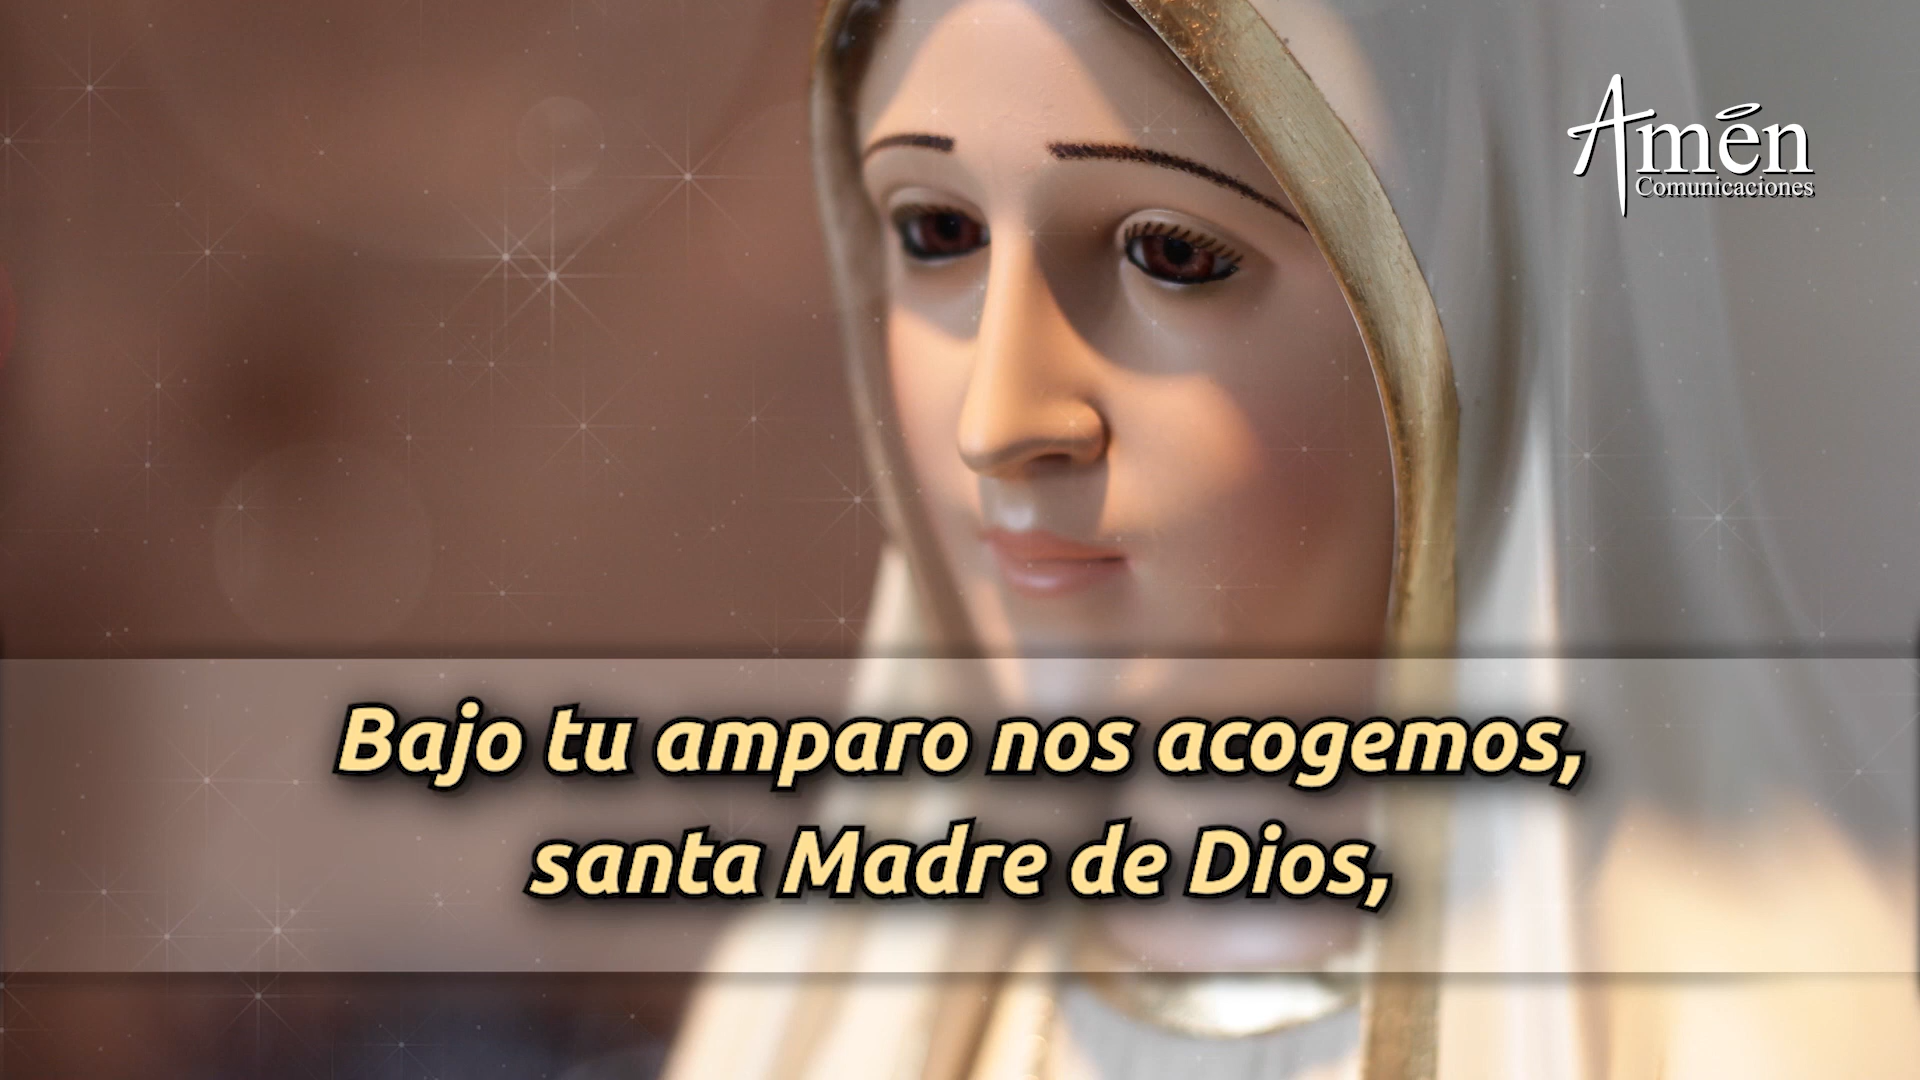 Amén
Comunicaciones
Bajo tu amparo nos acogemos,
santa Madre de Dios,